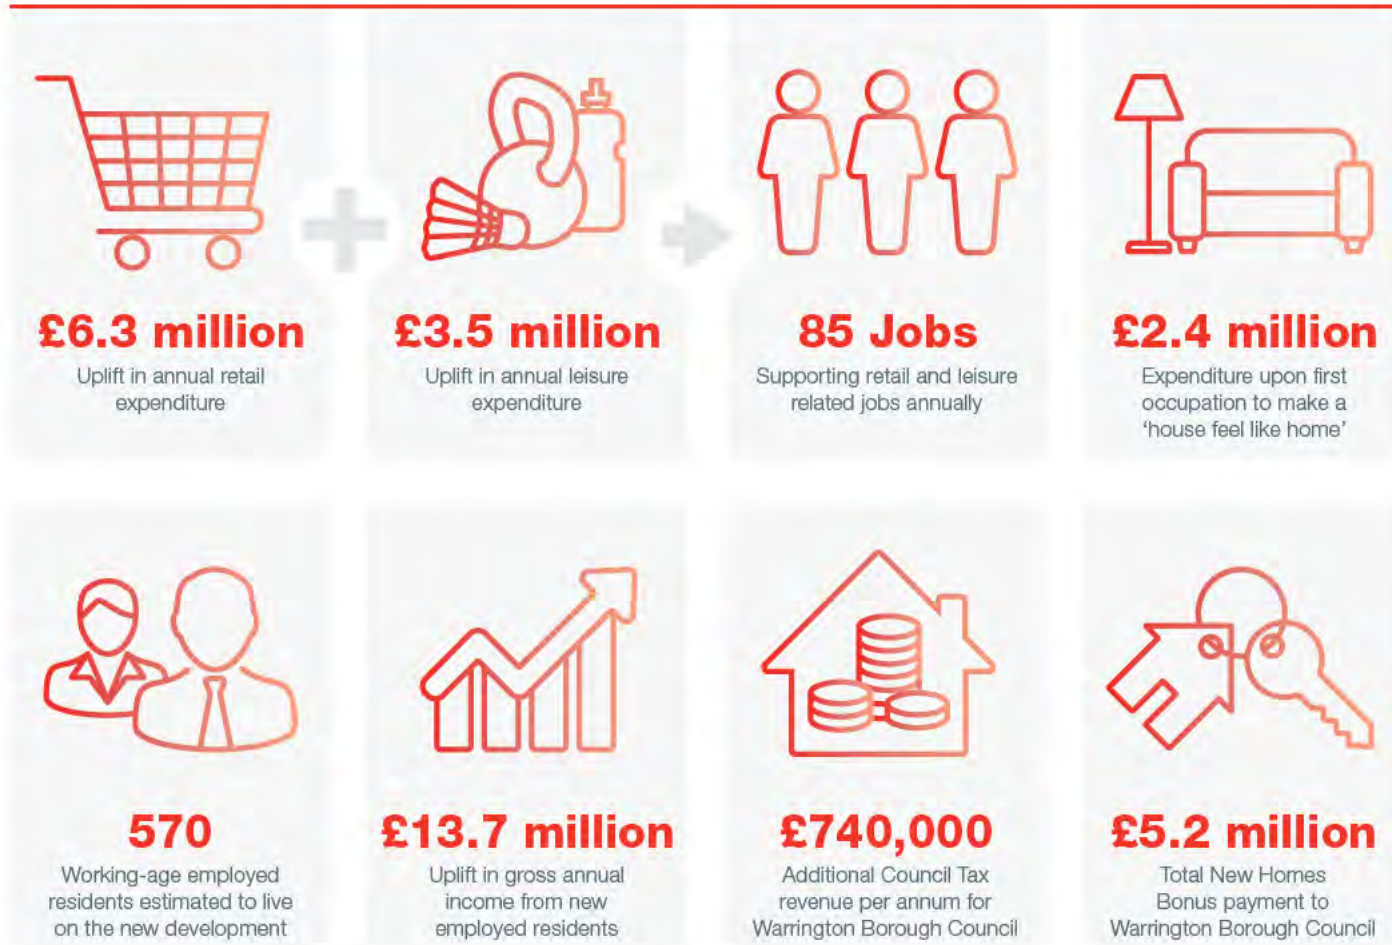 £6.3 million
Uplift in annual retail
expenditure
£3.5 million
Uplift in annual leisure
expenditure
85 Jobs
Supporting retail and leisure
related jobs annually
£2.4 million
Expenditure upon first
occupation to make a
‘house feel like home’
570
Working-age employed
residents estimated to live
on the new development
£13.7 million
Uplift in gross annual
income from new
employed residents
£740,000
Additional Council Tax
revenue per annum for
Warrington Borough Council
£5.2 million
Total New Homes
Bonus payment to
Warrington Borough Council